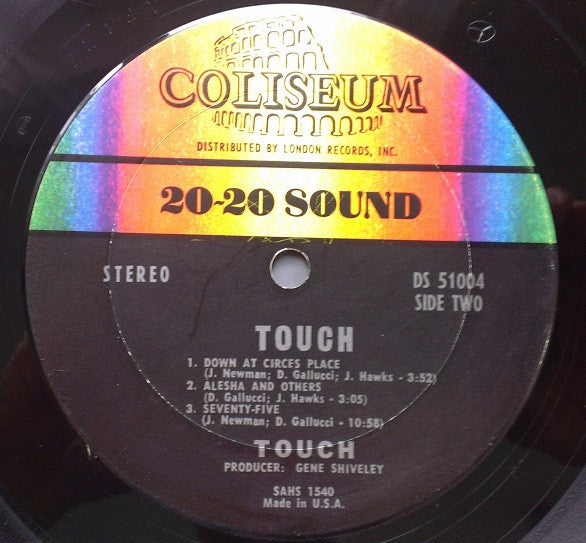 COLISEUM
DISTRIBUTED BY LONDON RECORDS, INC.
20-20 SOUND
STEREO
DS 51004
SIDE TWO
TOUCH
1. DOWN AT CIRCES PLACE
(J. Newman; D. Gallucci; J. Hawks - 3:52)
2. ALESHA AND OTHERS
(D. Gallucci; J. Hawks - 3:05)
3. SEVENTY-FIVE
(J. Newman; D. Gallucci - 10:58)
TOUCH
PRODUCER: GENE SHIVELEY
SAHS 1540
Made in U.S.A.